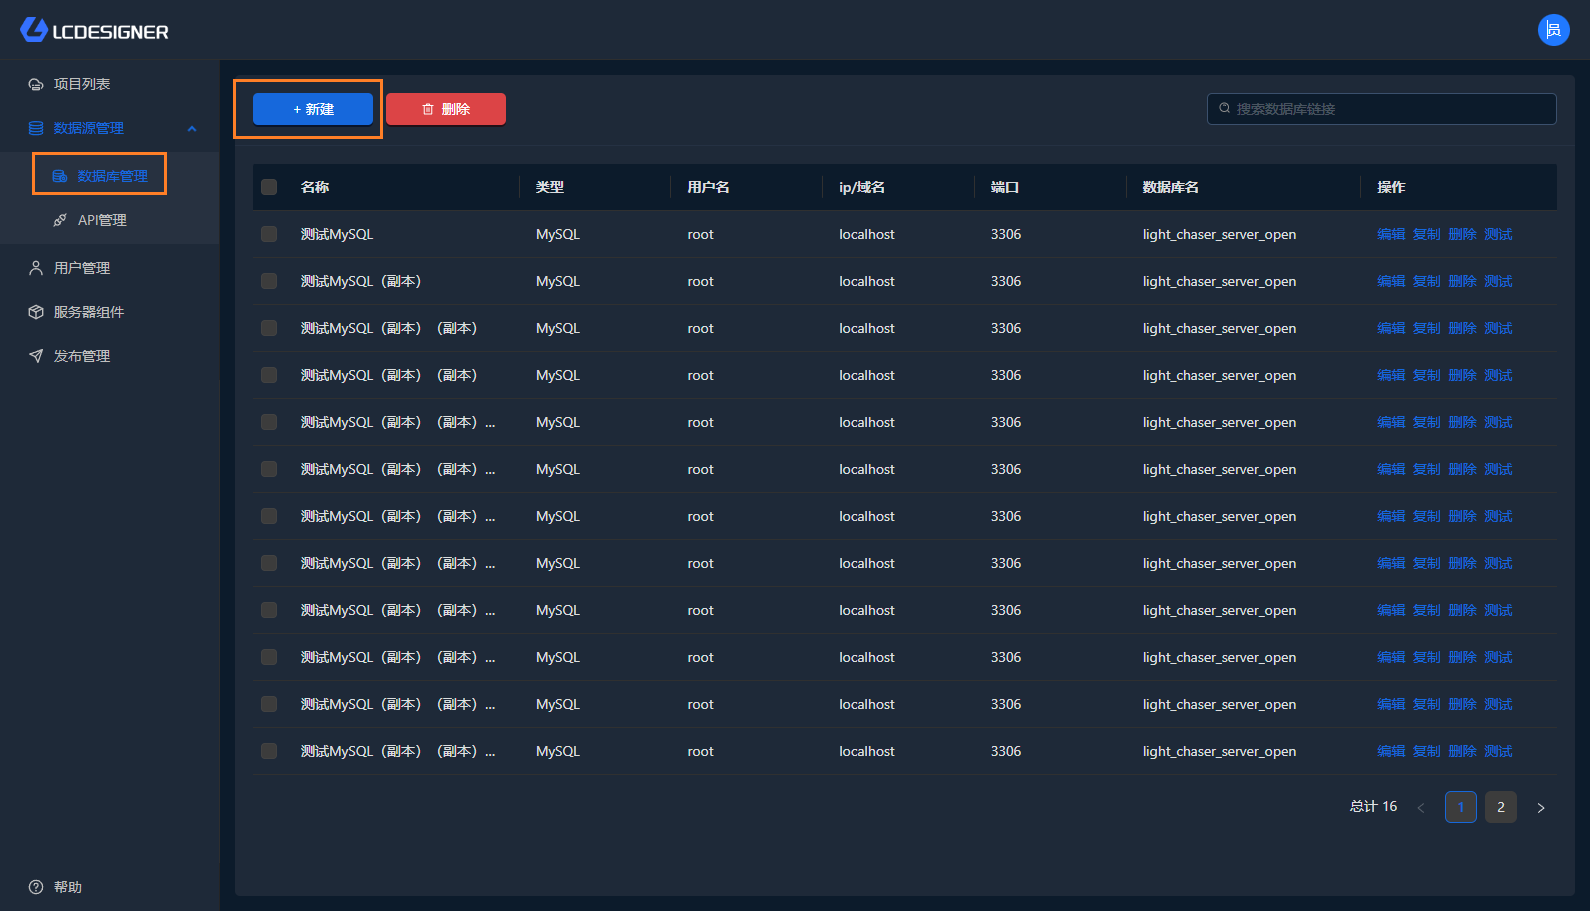 LCDESIGNER
员
项目列表
数据源管理
数据库管理
API管理
用户管理
服务器组件
发布管理
帮助
+ 新建
删除
搜索数据库链接
名称 类型 用户名 ip/域名 端口 数据库名 操作
测试MySQL MySQL root localhost 3306 light_chaser_server_open 编辑 复制 删除 测试
测试MySQL（副本） MySQL root localhost 3306 light_chaser_server_open 编辑 复制 删除 测试
测试MySQL（副本）（副本） MySQL root localhost 3306 light_chaser_server_open 编辑 复制 删除 测试
测试MySQL（副本）（副本） MySQL root localhost 3306 light_chaser_server_open 编辑 复制 删除 测试
测试MySQL（副本）（副本）... MySQL root localhost 3306 light_chaser_server_open 编辑 复制 删除 测试
测试MySQL（副本）（副本）... MySQL root localhost 3306 light_chaser_server_open 编辑 复制 删除 测试
测试MySQL（副本）（副本）... MySQL root localhost 3306 light_chaser_server_open 编辑 复制 删除 测试
测试MySQL（副本）（副本）... MySQL root localhost 3306 light_chaser_server_open 编辑 复制 删除 测试
测试MySQL（副本）（副本）... MySQL root localhost 3306 light_chaser_server_open 编辑 复制 删除 测试
测试MySQL（副本）（副本）... MySQL root localhost 3306 light_chaser_server_open 编辑 复制 删除 测试
测试MySQL（副本）（副本）... MySQL root localhost 3306 light_chaser_server_open 编辑 复制 删除 测试
测试MySQL（副本）（副本）... MySQL root localhost 3306 light_chaser_server_open 编辑 复制 删除 测试
总计 16 < 1 2 >